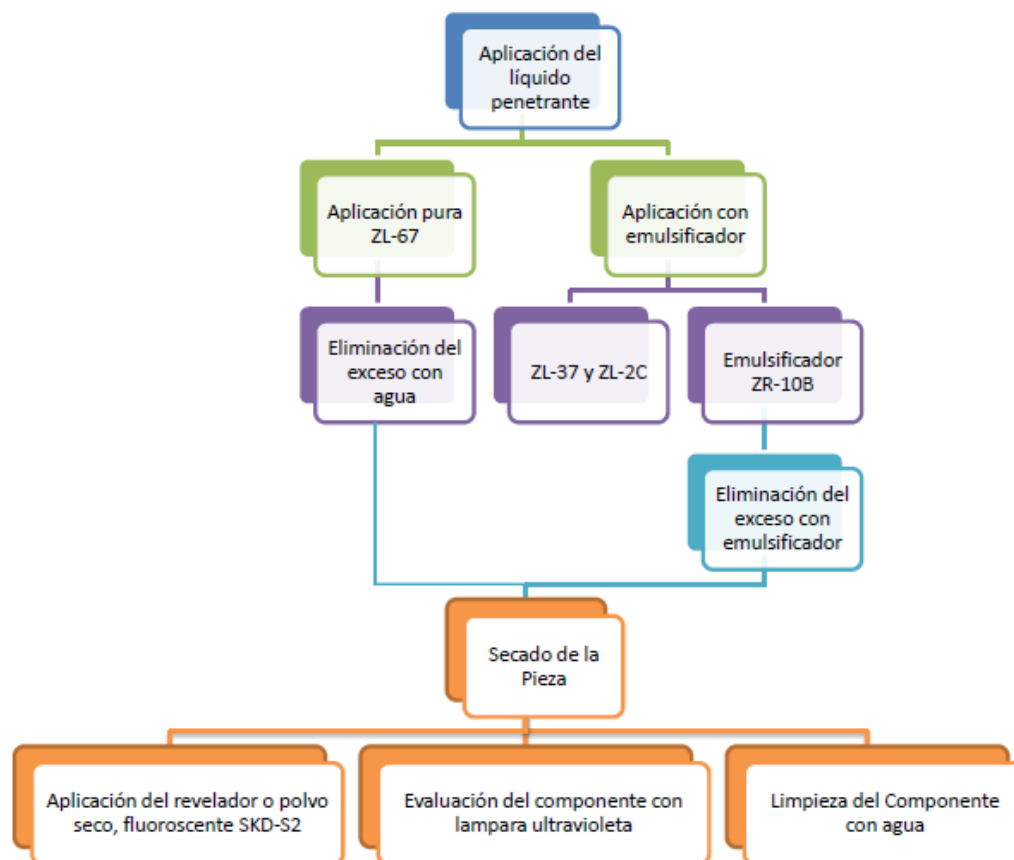 Aplicación del
líquido
penetrante
Aplicación pura
ZL-67
Aplicación con
emulsificador
Eliminación del
exceso con
agua
ZL-37 y ZL-2C
Emulsificador
ZR-10B
Eliminación del
exceso con
emulsificador
Secado de la
Pieza
Aplicación del revelador o polvo
seco, fluoroscente SKD-S2
Evaluación del componente con
lampara ultravioleta
Limpieza del Componente
con agua